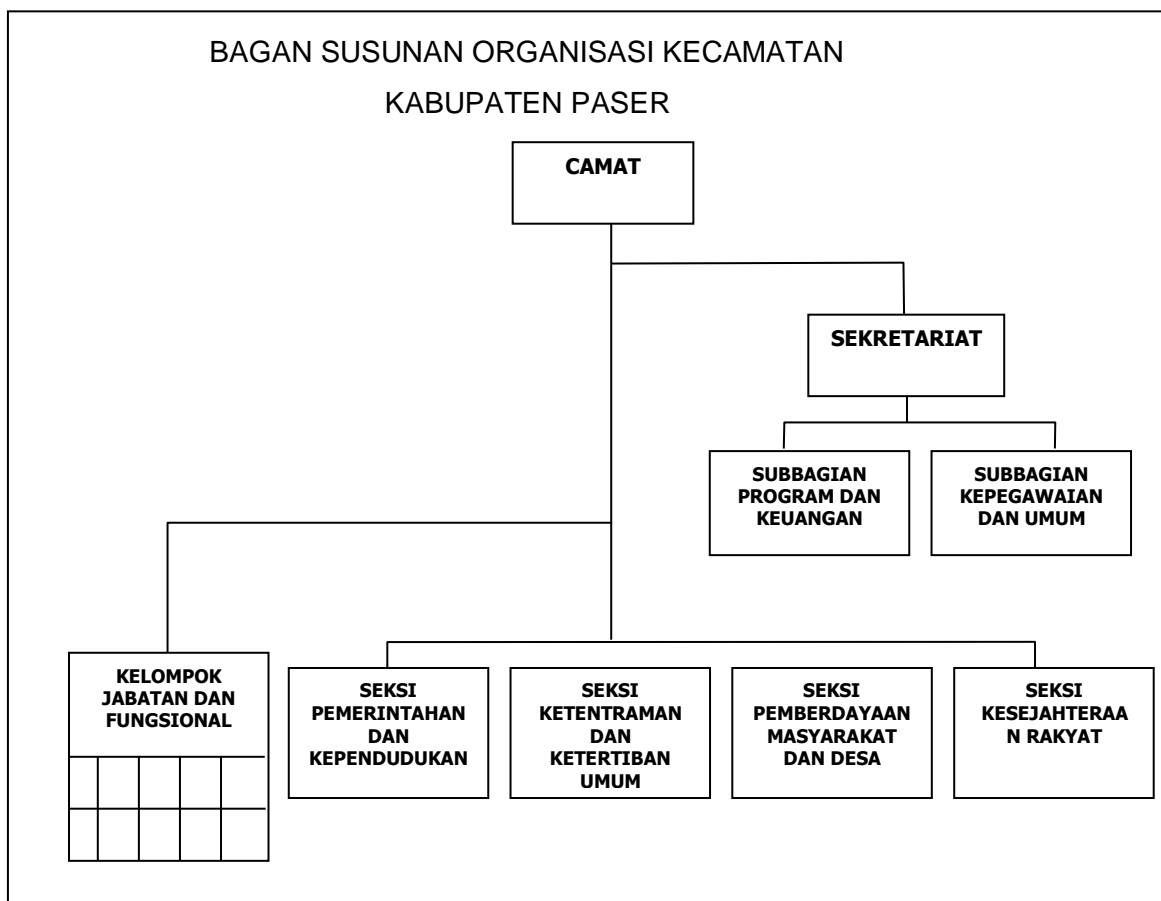 BAGAN SUSUNAN ORGANISASI KECAMATAN
KABUPATEN PASER
CAMAT
SEKRETARIAT
SUBBAGIAN
PROGRAM DAN
KEUANGAN
SUBBAGIAN
KEPEGAWAIAN
DAN UMUM
KELOMPOK
JABATAN DAN
FUNGSIONAL
SEKSI
PEMERINTAHAN
DAN
KEPENDUDUKAN
SEKSI
KETENTRAMAN
DAN
KETERTIBAN
UMUM
SEKSI
PEMBERDAYAAN
MASYARAKAT
DAN DESA
SEKSI
KESEJAHTERAA
N RAKYAT